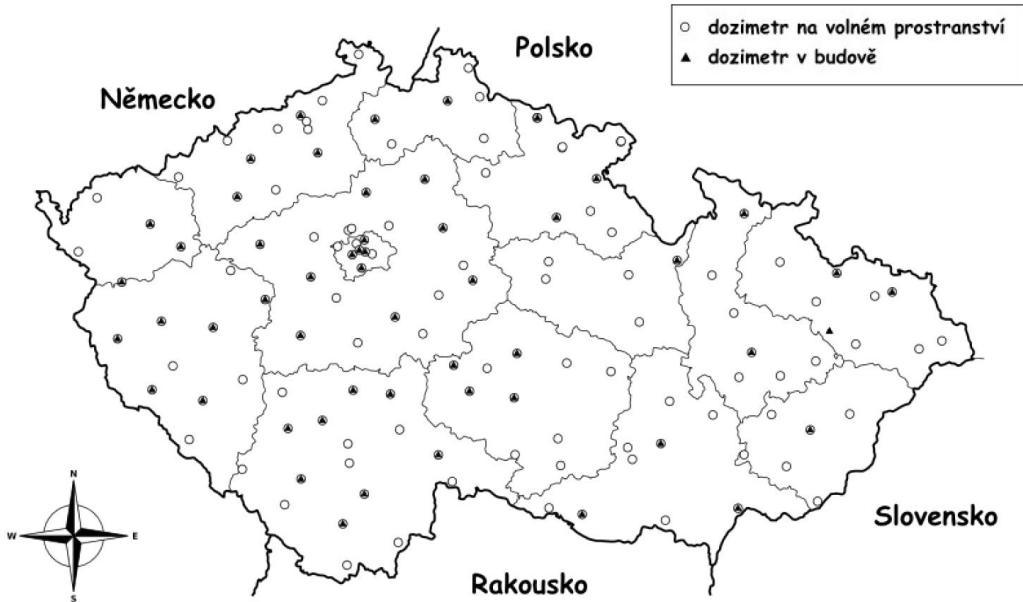 dozimetr na volném prostranství
dozimetr v budově
Polsko
Německo
Slovensko
Rakousko
N
W E
S